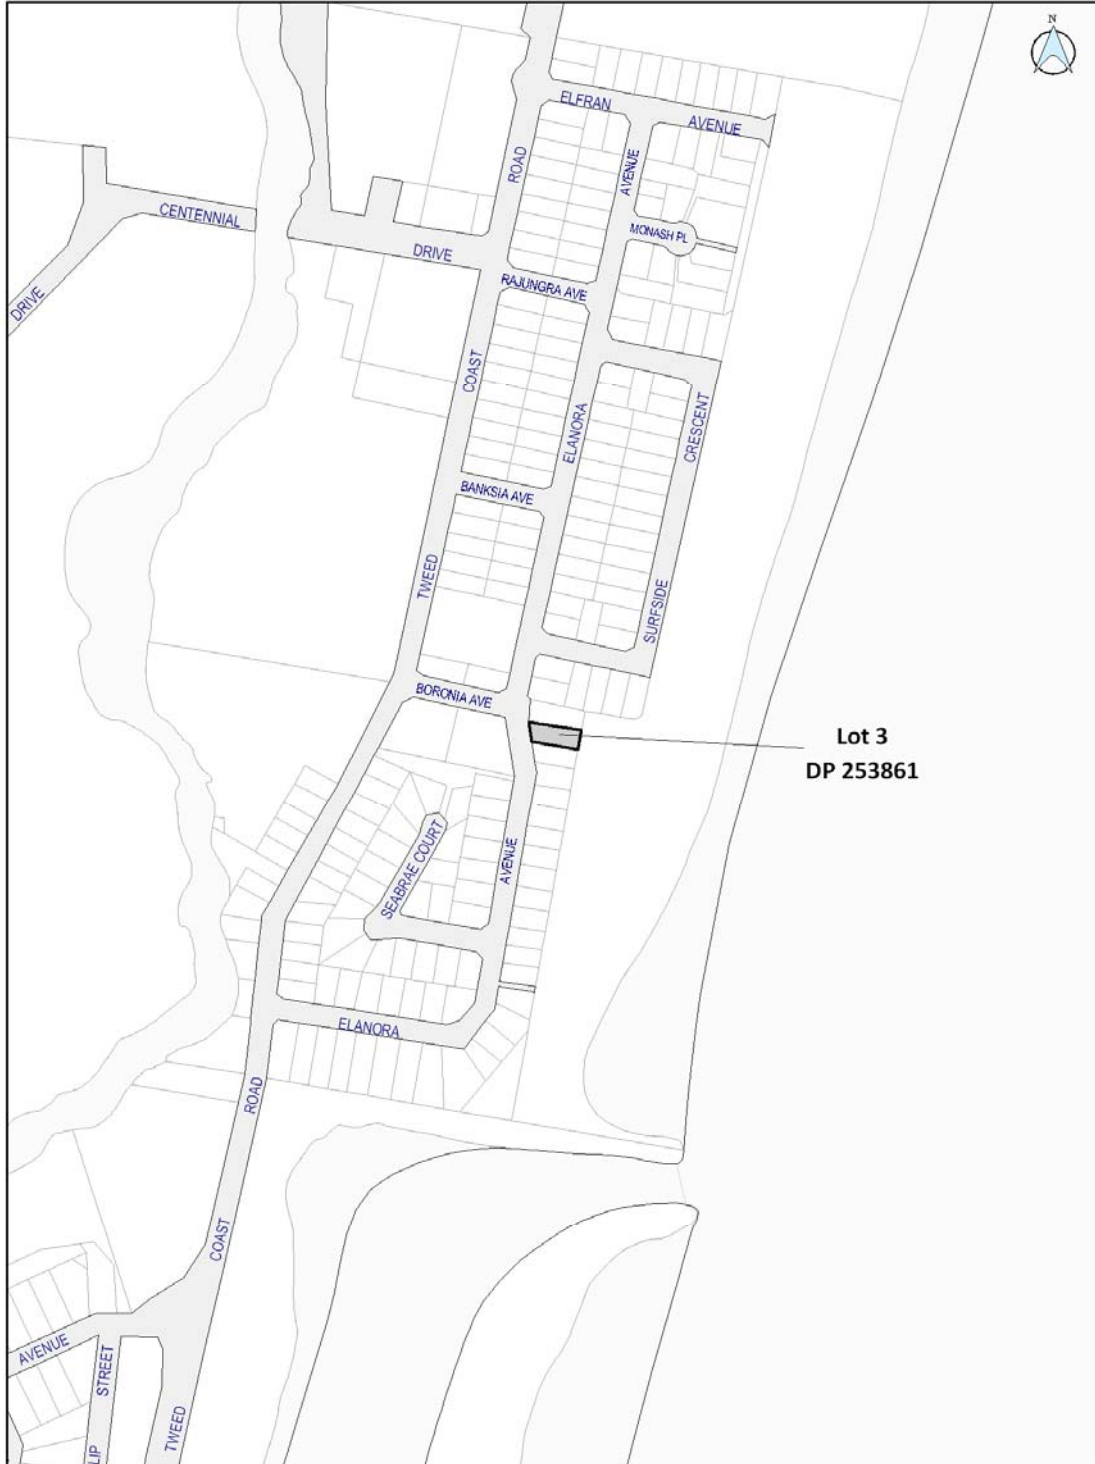 N
ELFRAN
AVENUE
ROAD
AVENUE
CENTENNIAL
MONASH PL
DRIVE
DRIVE
RAJUNGRA AVE
COAST
CRESCENT
ELANORA
BANKSIA AVE
TWEED
SURFSIDE
BORONIA AVE
Lot 3
DP 253861
SEABRAE COURT
AVENUE
ELANORA
ROAD
COAST
AVENUE
STREET
TWEED
LIP